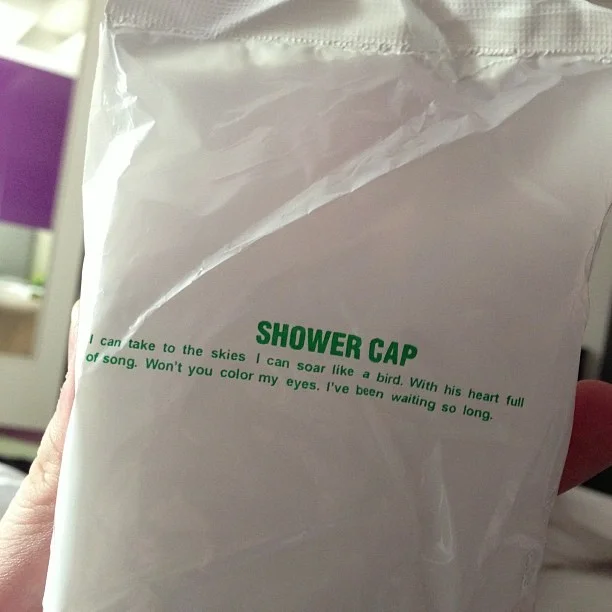 SHOWER CAP
I can take to the skies I can soar like a bird. With his heart full
of song. Won't you color my eyes. I've been waiting so long.